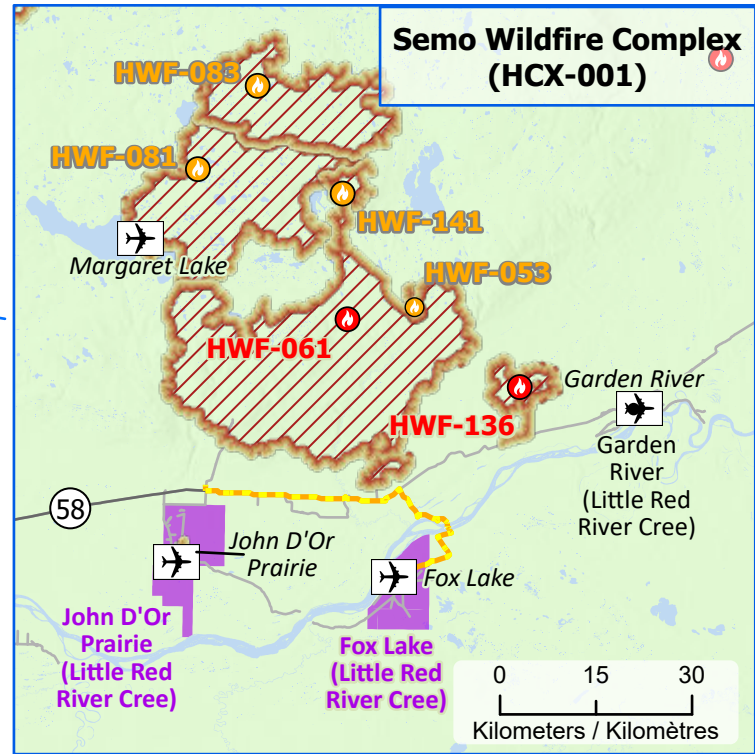 Semo Wildfire Complex
(HCX-001)
HWF-083
HWF-081
HWF-141
Margaret Lake
HWF-053
HWF-061
Garden River
HWF-136
Garden
River
(Little Red
River Cree)
58
John D'Or
Prairie
Fox Lake
John D'Or
Prairie
(Little Red
River Cree)
Fox Lake
(Little Red
River Cree)
0 15 30
Kilometers / Kilomètres